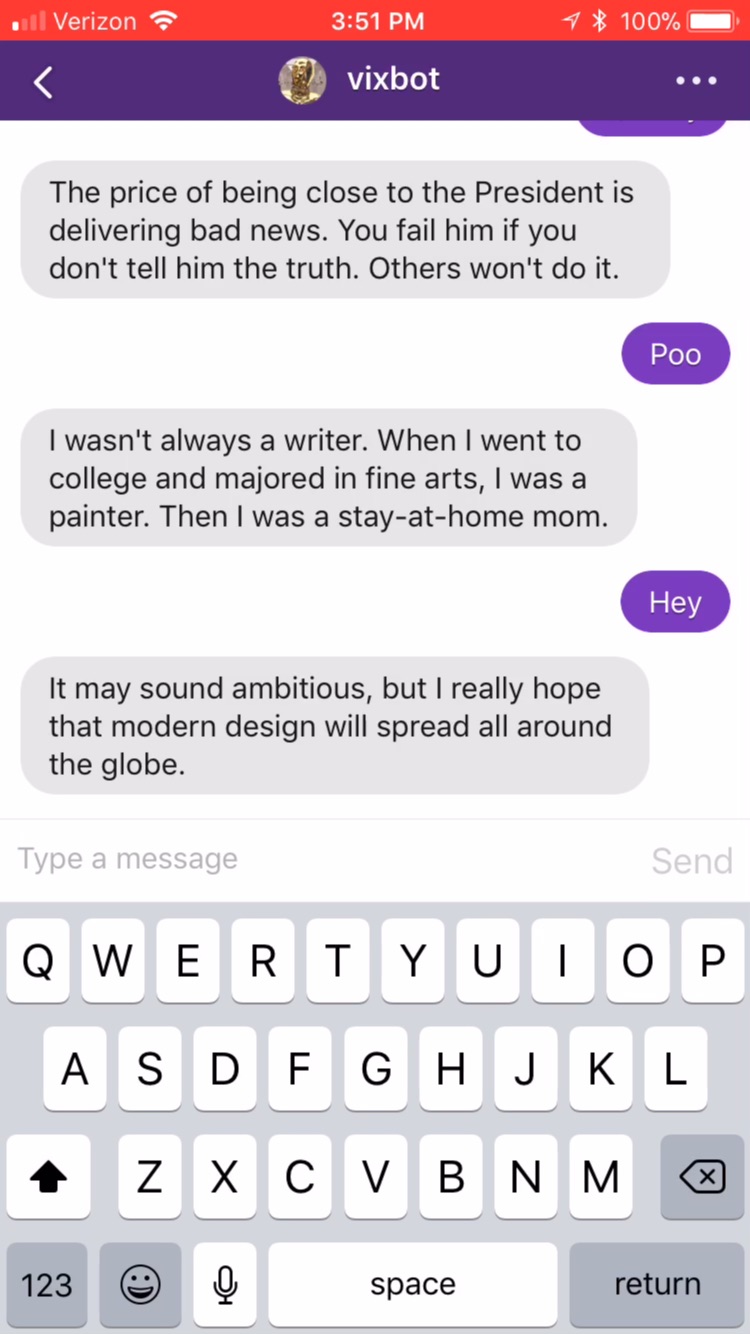 Verizon 3:51 PM 100%
vixbot
The price of being close to the President is
delivering bad news. You fail him if you
don't tell him the truth. Others won't do it.
Poo
I wasn't always a writer. When I went to
college and majored in fine arts, I was a
painter. Then I was a stay-at-home mom.
Hey
It may sound ambitious, but I really hope
that modern design will spread all around
the globe.
Type a message Send
Q W E R T Y U I O P
A S D F G H J K L
Z X C V B N M
123 space return